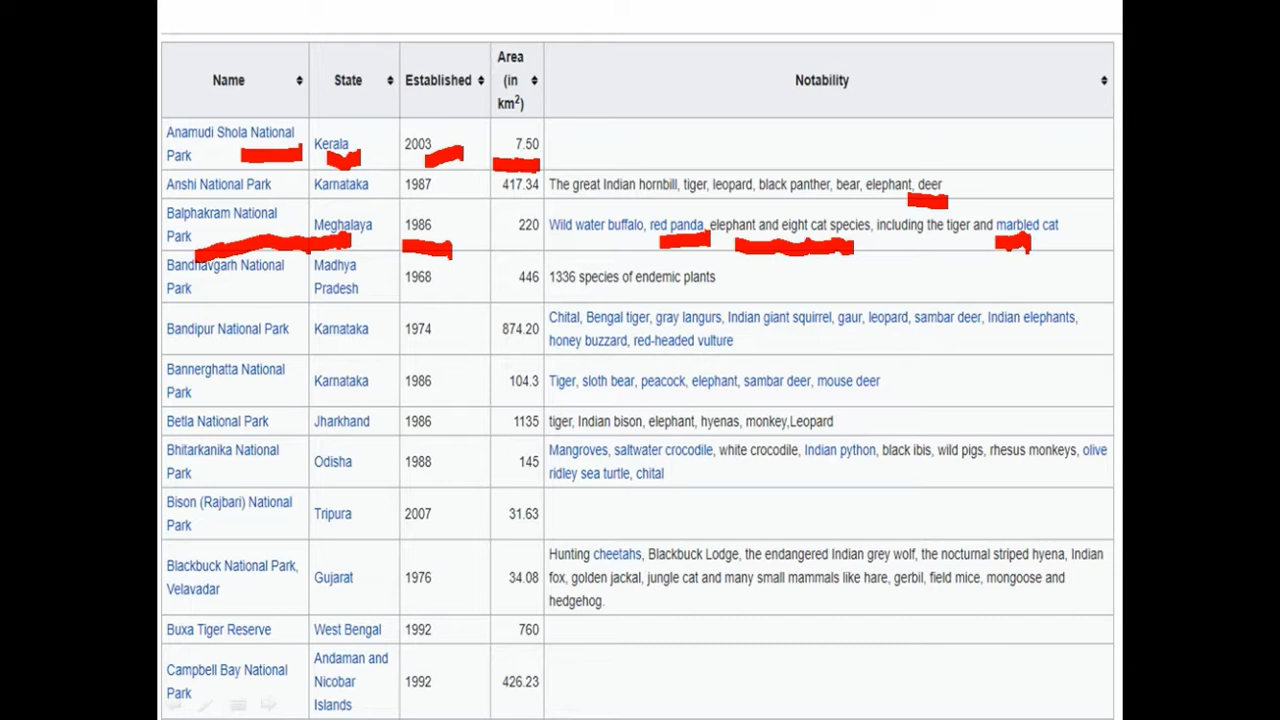 Name State Established Area (in km2) Notability
Anamudi Shola National Park Kerala 2003 7.50
Anshi National Park Karnataka 1987 417.34 The great Indian hornbill, tiger, leopard, black panther, bear, elephant, deer
Balphakram National Park Meghalaya 1986 220 Wild water buffalo, red panda, elephant and eight cat species, including the tiger and marbled cat
Bandhavgarh National Park Madhya Pradesh 1968 446 1336 species of endemic plants
Bandipur National Park Karnataka 1974 874.20 Chital, Bengal tiger, gray langurs, Indian giant squirrel, gaur, leopard, sambar deer, Indian elephants,
honey buzzard, red-headed vulture
Bannerghatta National Park Karnataka 1986 104.3 Tiger, sloth bear, peacock, elephant, sambar deer, mouse deer
Betla National Park Jharkhand 1986 1135 tiger, Indian bison, elephant, hyenas, monkey,Leopard
Bhitarkanika National Park Odisha 1988 145 Mangroves, saltwater crocodile, white crocodile, Indian python, black ibis, wild pigs, rhesus monkeys, olive
ridley sea turtle, chital
Bison (Rajbari) National Park Tripura 2007 31.63
Blackbuck National Park, Velavadar Gujarat 1976 34.08 Hunting cheetahs, Blackbuck Lodge, the endangered Indian grey wolf, the nocturnal striped hyena, Indian
fox, golden jackal, jungle cat and many small mammals like hare, gerbil, field mice, mongoose and
hedgehog.
Buxa Tiger Reserve West Bengal 1992 760
Campbell Bay National Park Andaman and Nicobar Islands 1992 426.23